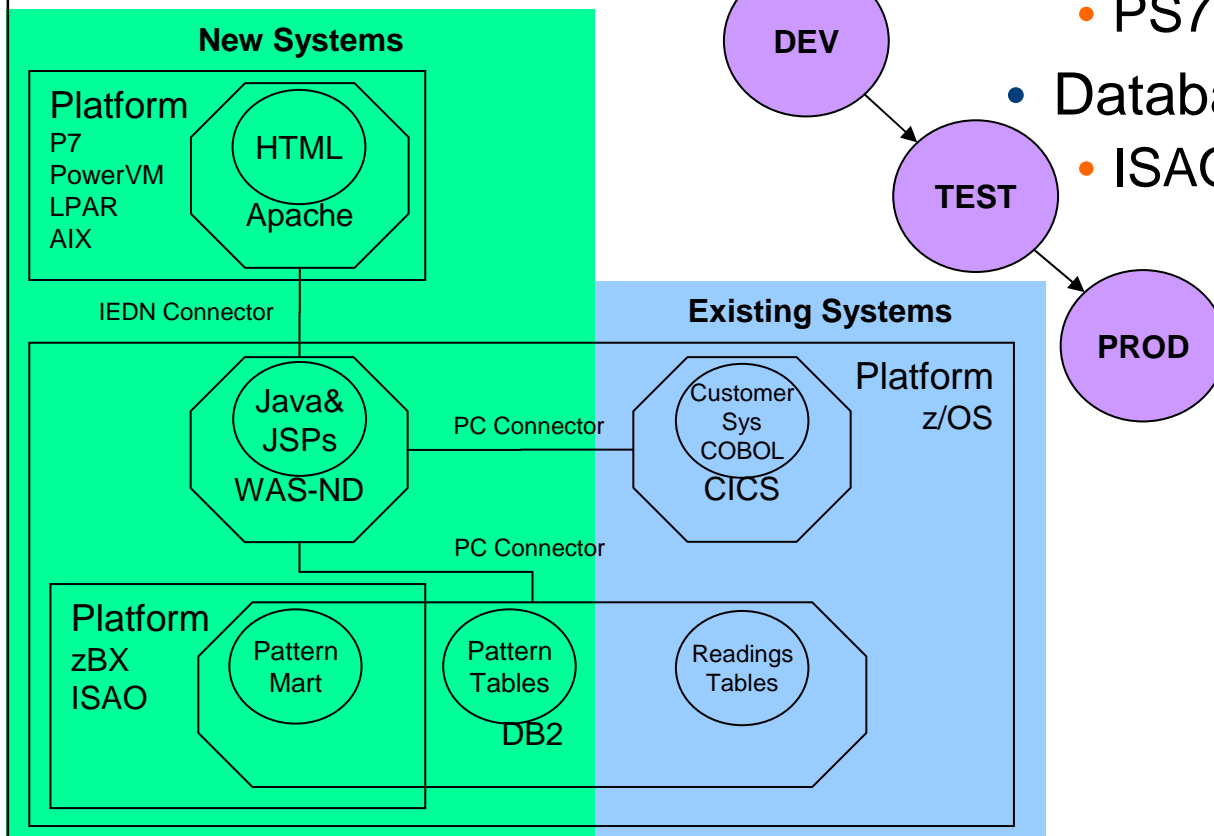 New Systems
Platform
P7
PowerVM
LPAR
AIX
HTML
Apache
IEDN Connector
Existing Systems
Java&
JSPs
WAS-ND
PC Connector
Customer
Sys
COBOL
CICS
Platform
z/OS
PC Connector
Platform
zBX
ISAO
Pattern
Mart
Pattern
Tables
DB2
Readings
Tables
DEV
TEST
PROD
• PS7
•
• ISAO